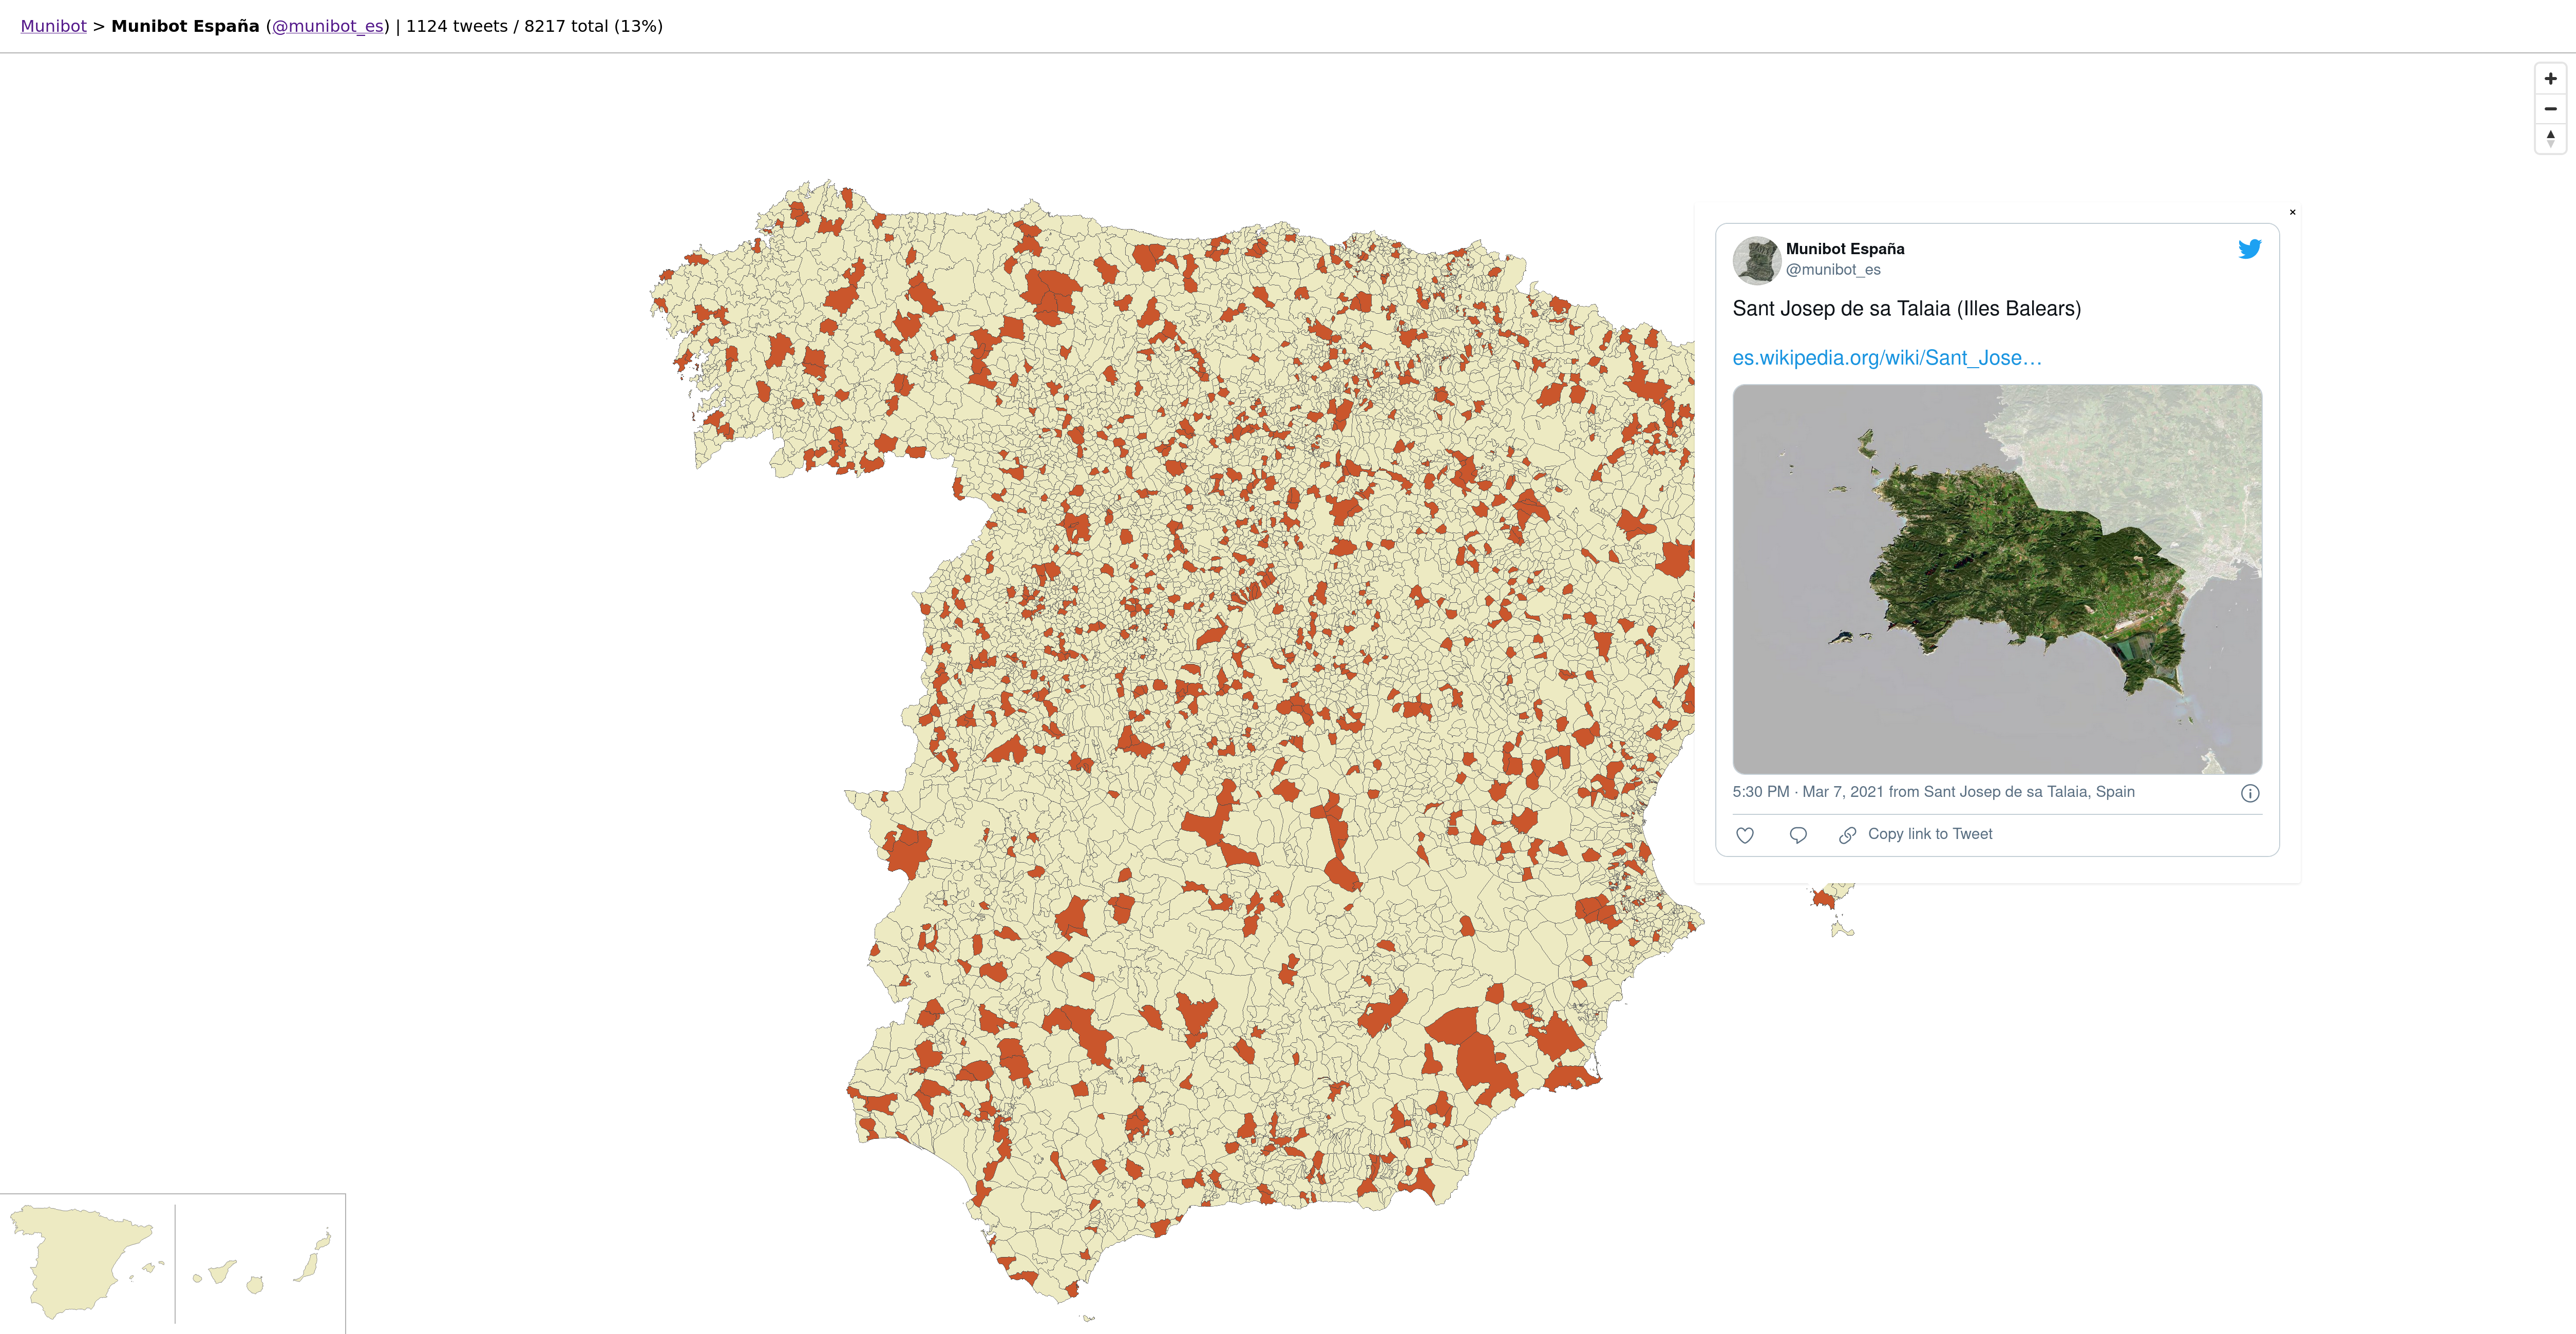 Munibot > Munibot España (@munibot_es) | 1124 tweets / 8217 total (13%)
×
Munibot España
@munibot_es
Sant Josep de sa Talaia (Illes Balears)
es.wikipedia.org/wiki/Sant_Jose…
5:30 PM · Mar 7, 2021 from Sant Josep de sa Talaia, Spain
Copy link to Tweet